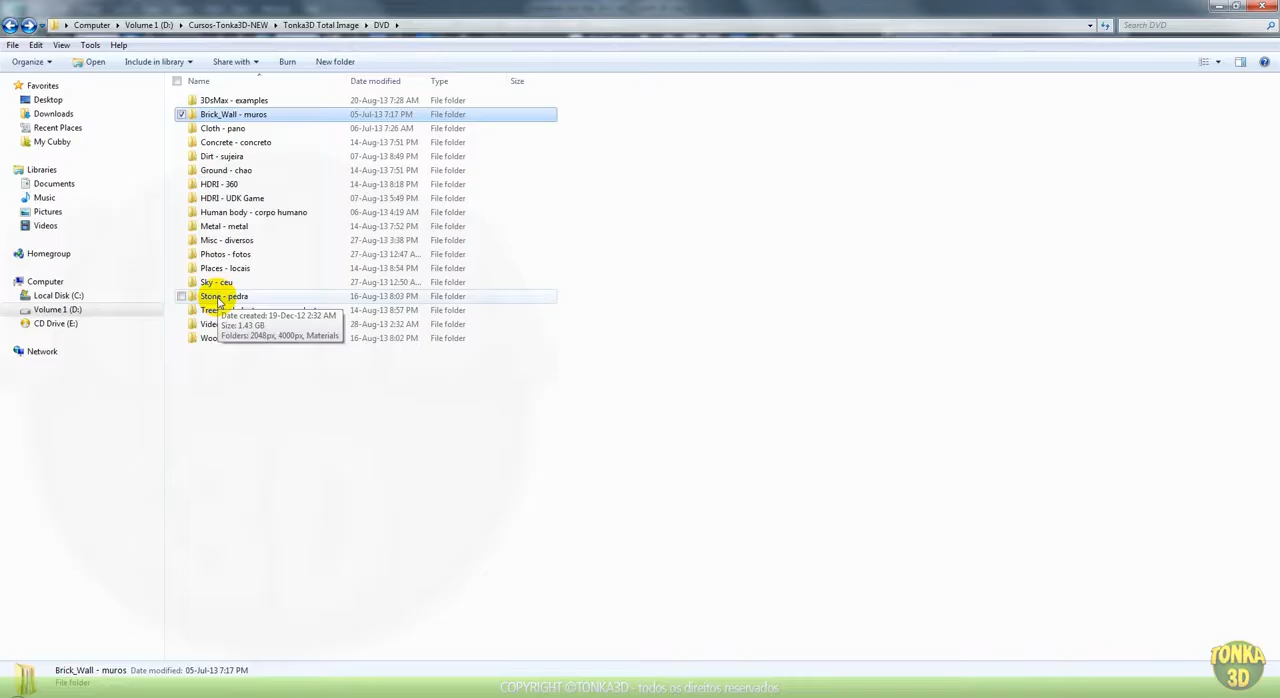 Computer ▸ Volume 1 (D:) ▸ Cursos-Tonka3D-NEW ▸ Tonka3D Total Image ▸ DVD ▸
Search DVD
File Edit View Tools Help
Organize Open Include in library Share with Burn New folder
Name Date modified Type Size
Favorites
Desktop
Downloads
Recent Places
My Cubby
Libraries
Documents
Music
Pictures
Videos
Homegroup
Computer
Local Disk (C:)
Volume 1 (D:)
CD Drive (E:)
Network
3DsMax - examples 20-Aug-13 7:28 AM File folder
Brick_Wall - muros 05-Jul-13 7:17 PM File folder
Cloth - pano 06-Jul-13 7:26 AM File folder
Concrete - concreto 14-Aug-13 7:51 PM File folder
Dirt - sujeira 07-Aug-13 8:49 PM File folder
Ground - chao 14-Aug-13 7:51 PM File folder
HDRI - 360 14-Aug-13 8:18 PM File folder
HDRI - UDK Game 07-Aug-13 5:49 PM File folder
Human body - corpo humano 06-Aug-13 4:19 AM File folder
Metal - metal 14-Aug-13 7:52 PM File folder
Misc - diversos 27-Aug-13 3:38 PM File folder
Photos - fotos 27-Aug-13 12:47 A... File folder
Places - locais 14-Aug-13 8:54 PM File folder
Sky - ceu 27-Aug-13 12:50 A... File folder
Stone - pedra 16-Aug-13 8:03 PM File folder
14-Aug-13 8:57 PM File folder
28-Aug-13 2:32 AM File folder
16-Aug-13 8:02 PM File folder
Date created: 19-Dec-12 2:32 AM
Size: 1.43 GB
Folders: 2048px, 4000px, Materials
Brick_Wall - muros Date modified: 05-Jul-13 7:17 PM
File folder
COPYRIGHT ©TONKA3D - todos os direitos reservados
TONKA
3D